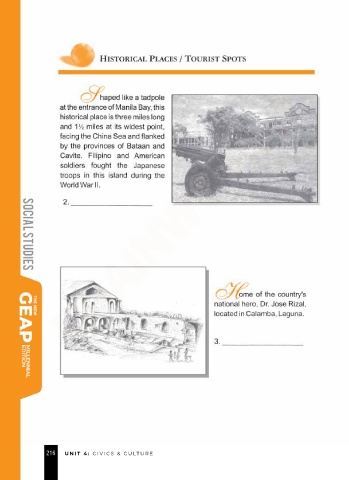 HISTORICAL PLACES / TOURIST SPOTS
Shaped like a tadpole
at the entrance of Manila Bay, this
historical place is three miles long
and 1½ miles at its widest point,
facing the China Sea and flanked
by the provinces of Bataan and
Cavite. Filipino and American
soldiers fought the Japanese
troops in this island during the
World War II.
2. ____________________
Home of the country's
national hero, Dr. Jose Rizal,
located in Calamba, Laguna.
3. ____________________
SOCIAL STUDIES
THE NEW
GEAP
MILLENNIAL
EDITION
216 UNIT 4: CIVICS & CULTURE